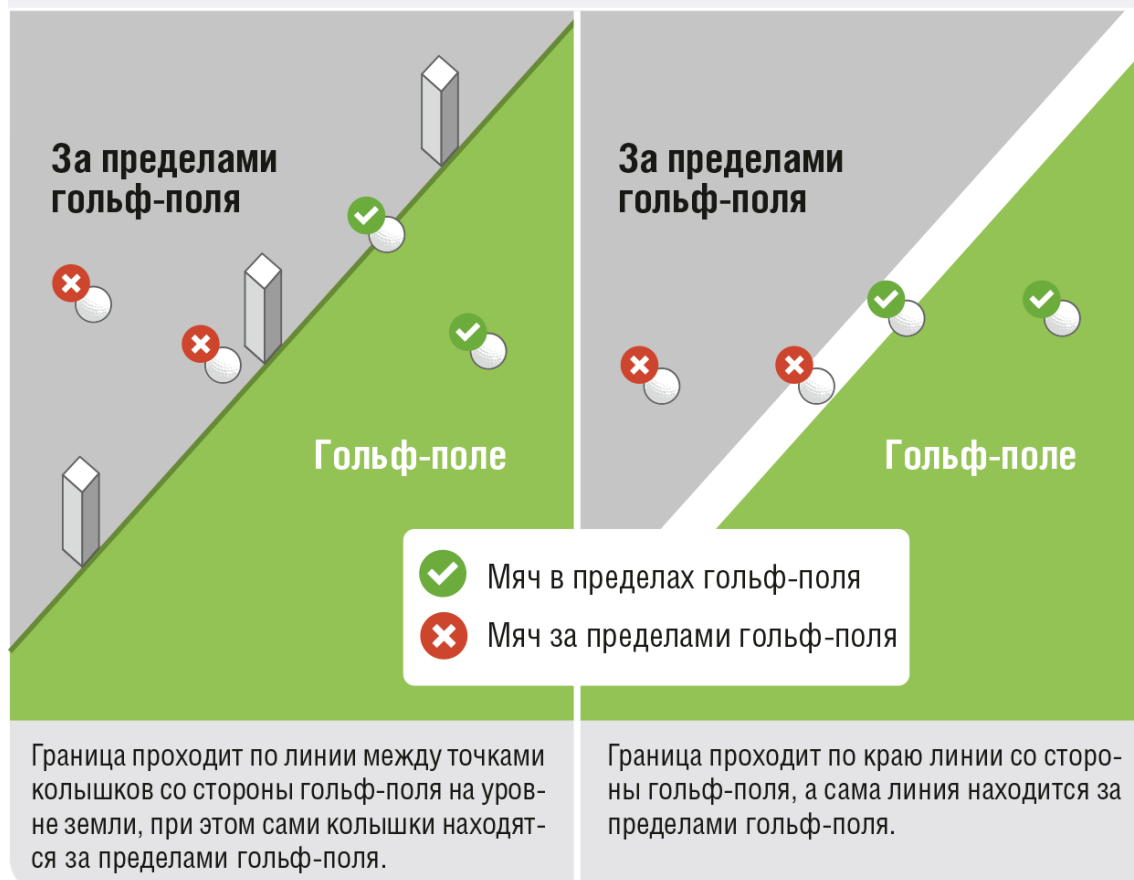 За пределами
гольф-поля
Гольф-поле
За пределами
гольф-поля
Гольф-поле
Мяч в пределах гольф-поля
Мяч за пределами гольф-поля
Граница проходит по линии между точками
колышков со стороны гольф-поля на уров-
не земли, при этом сами колышки находят-
ся за пределами гольф-поля.
Граница проходит по краю линии со сторо-
ны гольф-поля, а сама линия находится за
пределами гольф-поля.